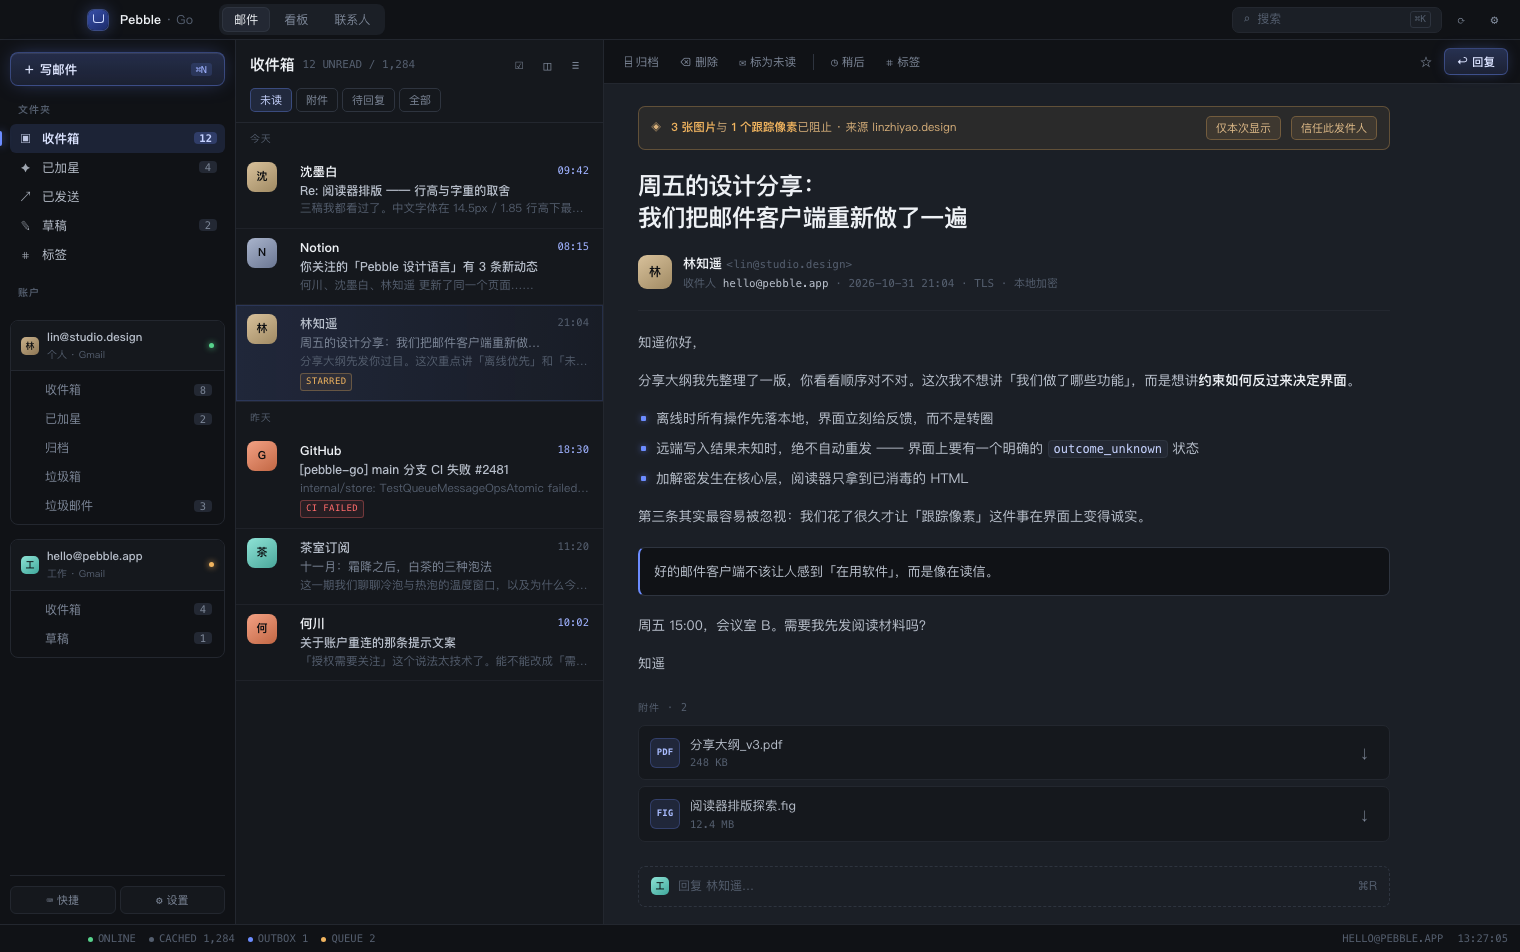 Pebble · Go
邮件 看板 联系人
搜索 ⌘K
+ 写邮件 ⌘N
文件夹
收件箱 12
已加星 4
已发送
草稿 2
标签
账户
林 lin@studio.design
个人 · Gmail
收件箱 8
已加星 2
归档
垃圾箱
垃圾邮件 3
工 hello@pebble.app
工作 · Gmail
收件箱 4
草稿 1
快捷 设置
收件箱 12 UNREAD / 1,284
未读 附件 待回复 全部
今天
沈 沈墨白 09:42
Re: 阅读器排版 —— 行高与字重的取舍
三稿我都看过了。中文字体在 14.5px / 1.85 行高下最…
N Notion 08:15
你关注的「Pebble 设计语言」有 3 条新动态
何川、沈墨白、林知遥 更新了同一个页面……
林 林知遥 21:04
周五的设计分享：我们把邮件客户端重新做…
分享大纲先发你过目。这次重点讲「离线优先」和「未…
STARRED
昨天
G GitHub 18:30
[pebble-go] main 分支 CI 失败 #2481
internal/store: TestQueueMessageOpsAtomic failed…
CI FAILED
茶 茶室订阅 11:20
十一月：霜降之后，白茶的三种泡法
这一期我们聊聊冷泡与热泡的温度窗口，以及为什么今…
何 何川 10:02
关于账户重连的那条提示文案
「授权需要关注」这个说法太技术了。能不能改成「需…
归档 删除 标为未读 稍后 # 标签
↩ 回复
3 张图片与 1 个跟踪像素已阻止 · 来源 linzhiyao.design
仅本次显示 信任此发件人
周五的设计分享：
我们把邮件客户端重新做了一遍
林 林知遥 <lin@studio.design>
收件人 hello@pebble.app · 2026-10-31 21:04 · TLS · 本地加密
知遥你好，
分享大纲我先整理了一版，你看看顺序对不对。这次我不想讲「我们做了哪些功能」，而是想讲约束如何反过来决定界面。
离线时所有操作先落本地，界面立刻给反馈，而不是转圈
远端写入结果未知时，绝不自动重发 —— 界面上要有一个明确的 outcome_unknown 状态
加解密发生在核心层，阅读器只拿到已消毒的 HTML
第三条其实最容易被忽视：我们花了很久才让「跟踪像素」这件事在界面上变得诚实。
好的邮件客户端不该让人感到「在用软件」，而是像在读信。
周五 15:00，会议室 B。需要我先发阅读材料吗？
知遥
附件 · 2
PDF 分享大纲_v3.pdf
248 KB
↓
FIG 阅读器排版探索.fig
12.4 MB
↓
工 回复 林知遥… ⌘R
ONLINE CACHED 1,284 OUTBOX 1 QUEUE 2
HELLO@PEBBLE.APP 13:27:05